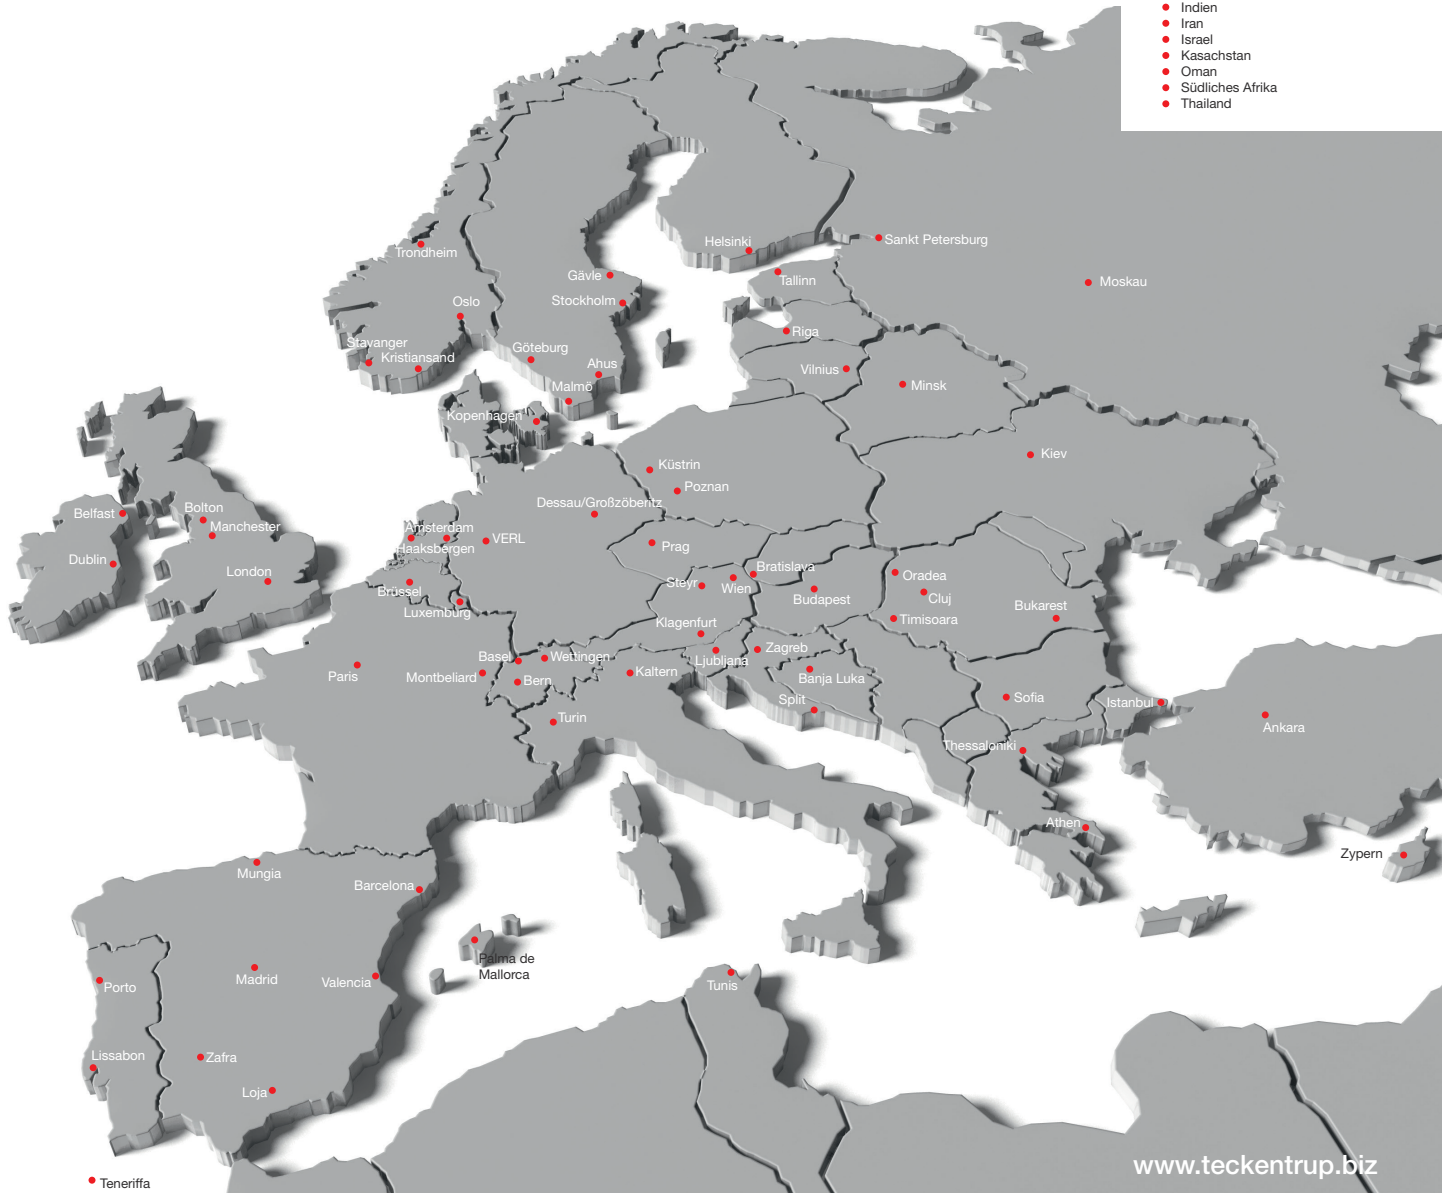 Indien
Iran
Israel
Kasachstan
Oman
Südliches Afrika
Thailand
Helsinki
Sankt Petersburg
Trondheim
Gävle
Tallinn
Moskau
Stockholm
Oslo
Riga
Stavanger
Göteburg
Kristiansand
Ahus
Vilnius
Malmö
Minsk
Kopenhagen
Kiev
Küstrin
Poznan
Dessau/Großzöberitz
Belfast
Bolton
Manchester
Amsterdam
VERL
Haaksbergen
Prag
Dublin
London
Bratislava
Oradea
Steyr
Wien
Brüssel
Cluj
Budapest
Bukarest
Luxemburg
Timisoara
Klagenfurt
Zagreb
Basel
Wettingen
Ljubljana
Paris
Montbeliard
Bern
Kaltern
Banja Luka
Split
Sofia
Istanbul
Turin
Ankara
Thessaloniki
Athen
Zypern
Mungia
Barcelona
Palma de
Mallorca
Madrid
Valencia
Tunis
Porto
Lissabon
Zafra
Loja
www.teckentrup.biz
Teneriffa